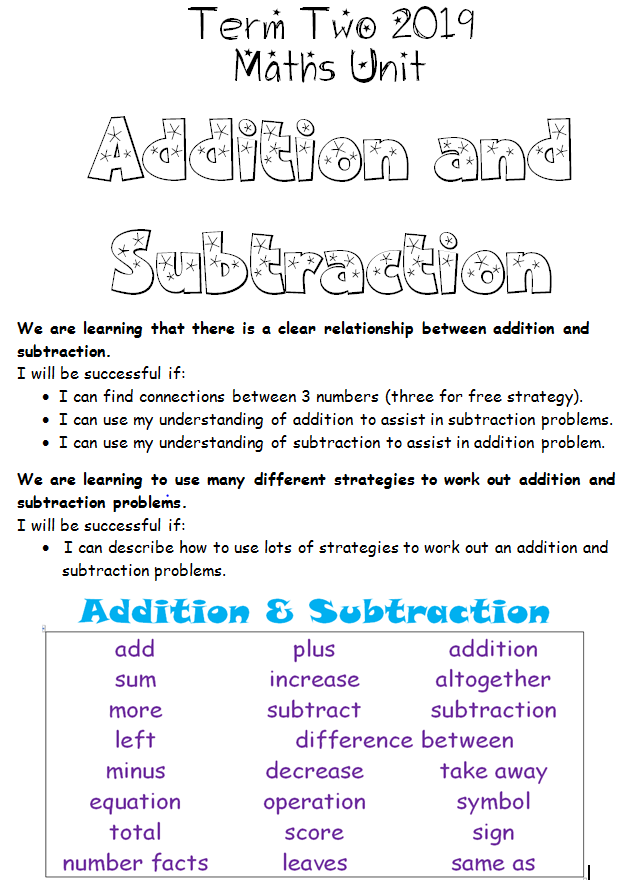 Term Two 2019
Maths Unit
Addition and
Subtraction
We are learning that there is a clear relationship between addition and
subtraction.
I will be successful if:
• I can find connections between 3 numbers (three for free strategy).
• I can use my understanding of addition to assist in subtraction problems.
• I can use my understanding of subtraction to assist in addition problem.
We are learning to use many different strategies to work out addition and
subtraction problems.
I will be successful if:
• I can describe how to use lots of strategies to work out an addition and
subtraction problems.
Addition & Subtraction
add plus addition
sum increase altogether
more subtract subtraction
left difference between
minus decrease take away
equation operation symbol
total score sign
number facts leaves same as